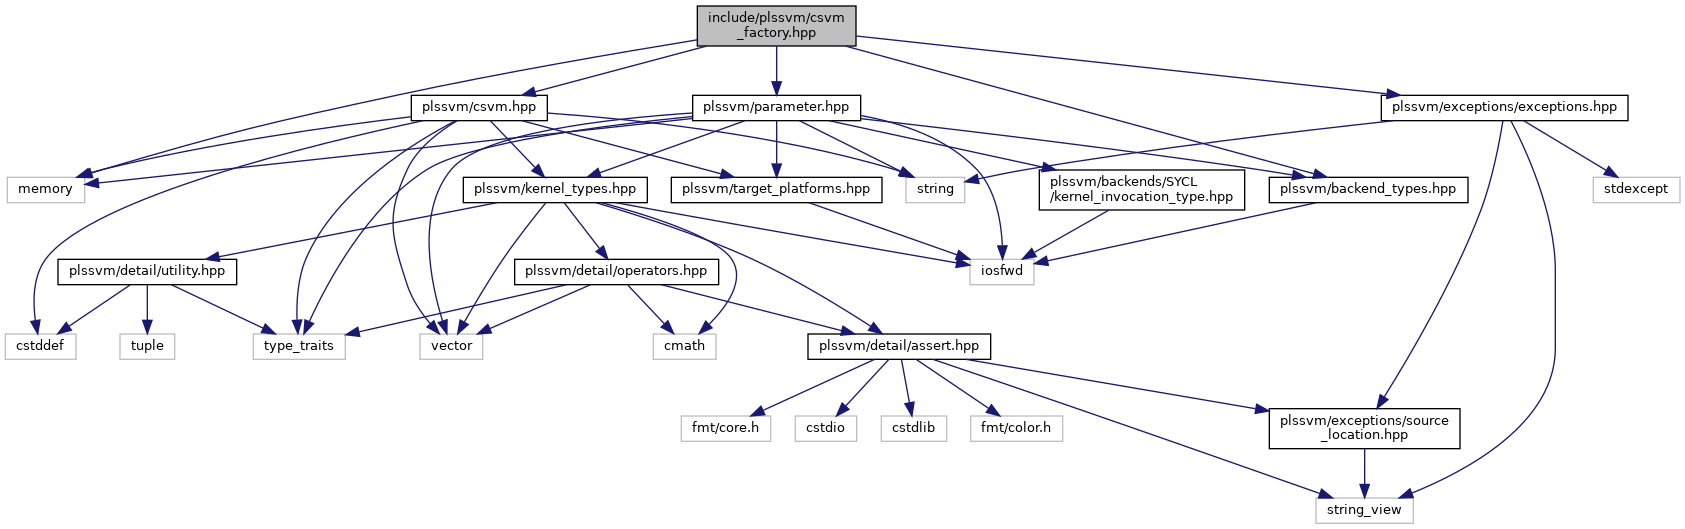 include/plssvm/csvm
_factory.hpp
plssvm/csvm.hpp
plssvm/parameter.hpp
plssvm/exceptions/exceptions.hpp
memory
plssvm/kernel_types.hpp
plssvm/target_platforms.hpp
string
plssvm/backends/SYCL
/kernel_invocation_type.hpp
plssvm/backend_types.hpp
stdexcept
plssvm/detail/utility.hpp
plssvm/detail/operators.hpp
iosfwd
cstddef
tuple
type_traits
vector
cmath
plssvm/detail/assert.hpp
fmt/core.h
cstdio
cstdlib
fmt/color.h
plssvm/exceptions/source
_location.hpp
string_view